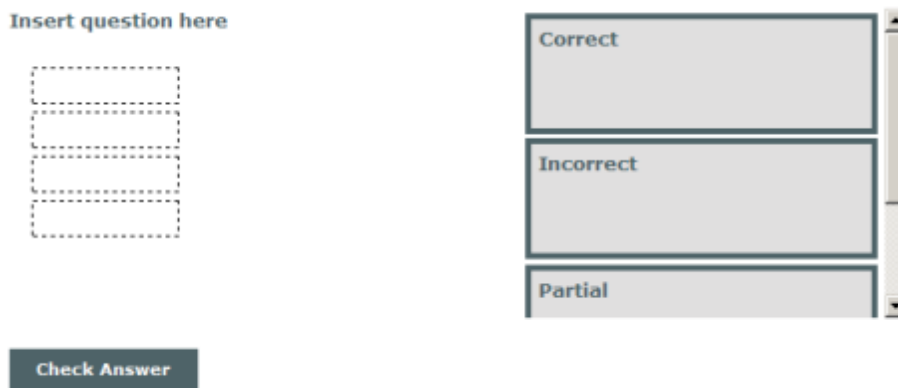 Insert question here
Correct
Incorrect
Partial
Check Answer